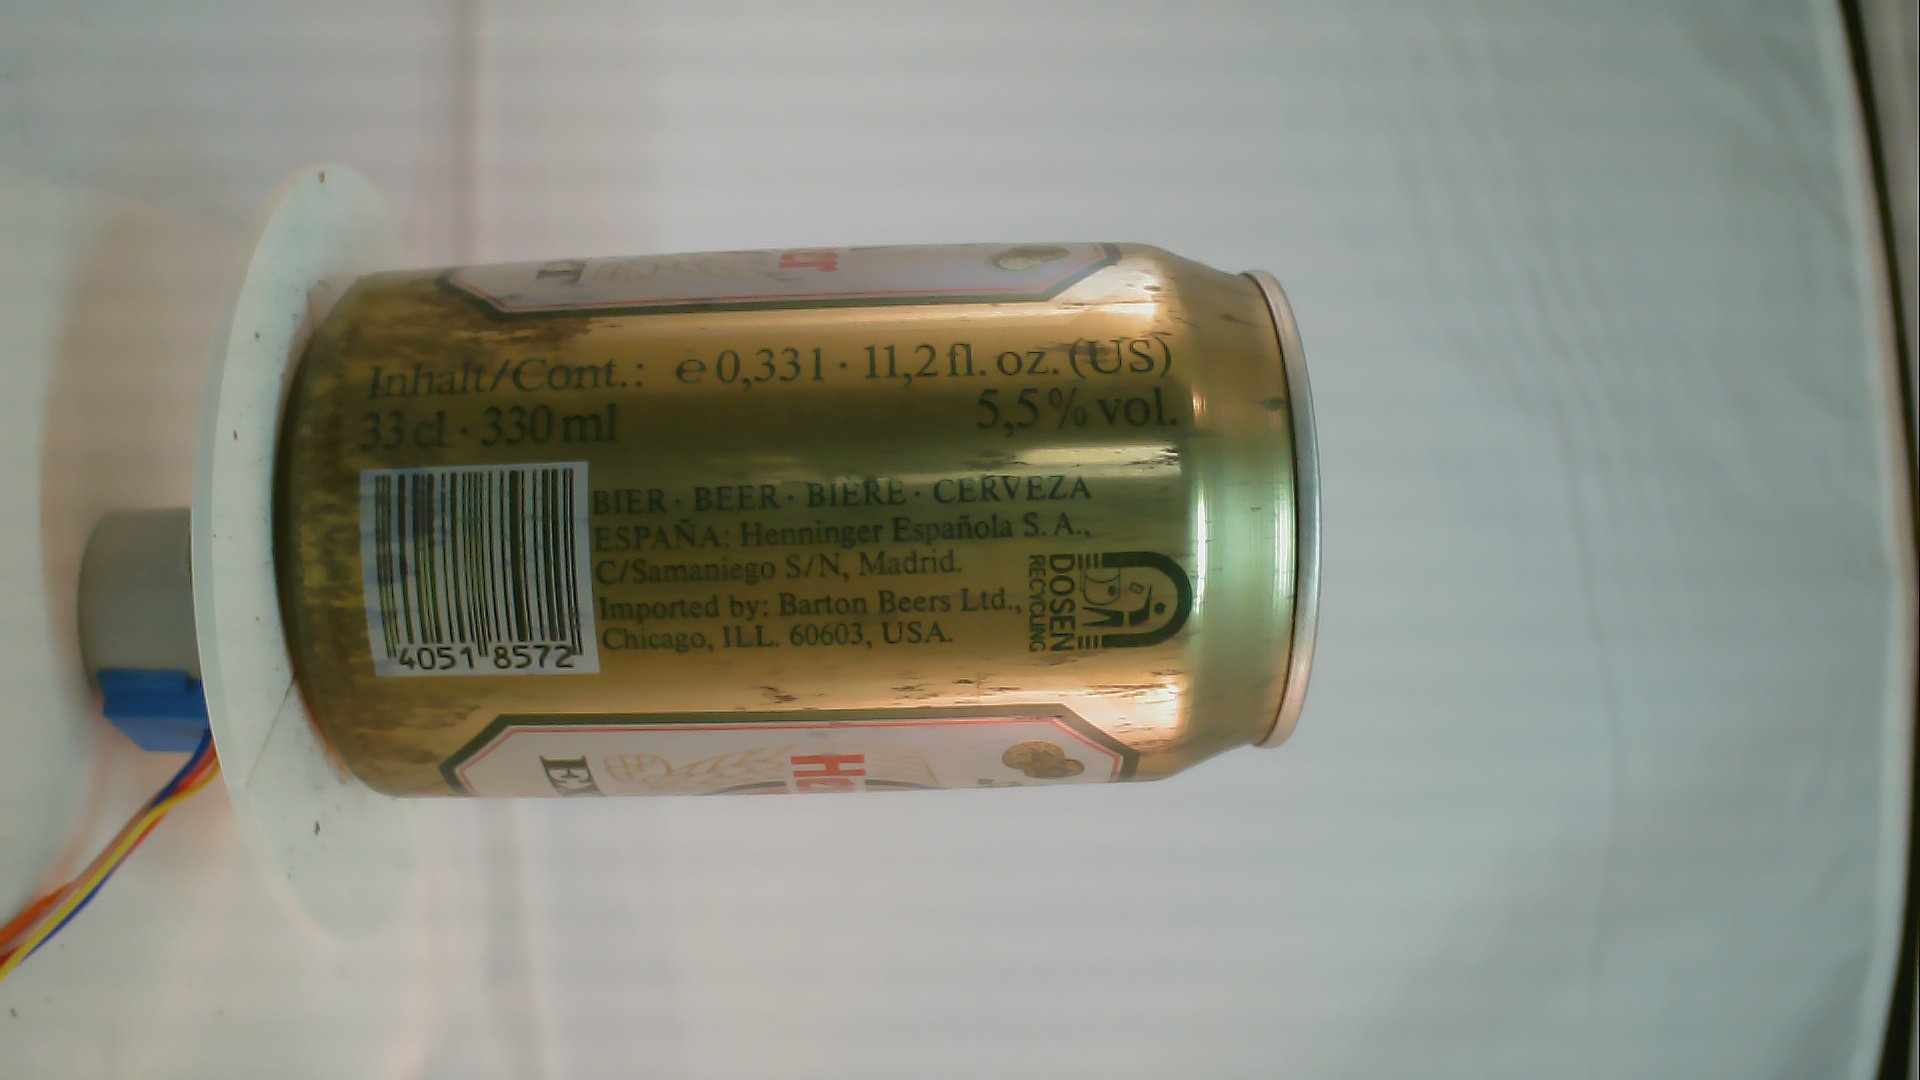 Inhalt/Cont.: e 0,33 l · 11,2 fl. oz. (US)
33 cl · 330 ml 5,5 % vol.
BIER · BEER · BIÈRE · CERVEZA
ESPAÑA: Henninger Española S. A.,
C/Samaniego S/N, Madrid.
Imported by: Barton Beers Ltd.,
Chicago, ILL. 60603, USA.
4051 8572
DOSEN
RECYCLING